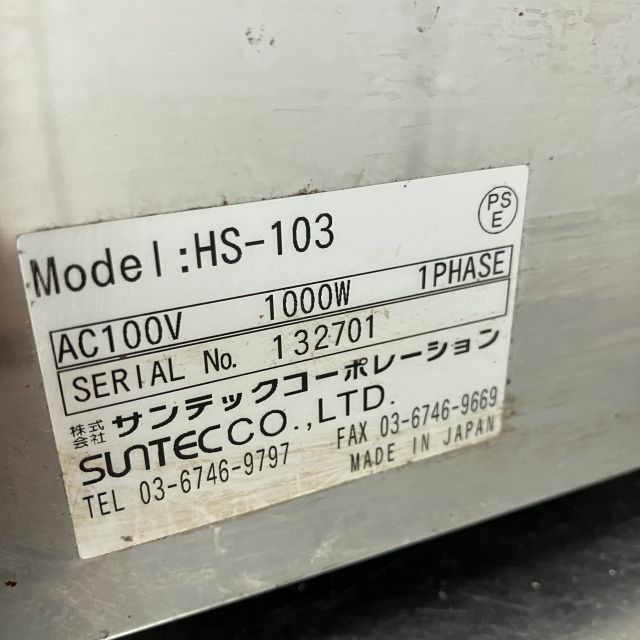 PS
E
Model:HS-103
AC100V 1000W 1PHASE
SERIAL No. 132701
株式会社 サンテックコーポレーション
SUNTEC CO.,LTD.
TEL 03-6746-9797 FAX 03-6746-9669
MADE IN JAPAN